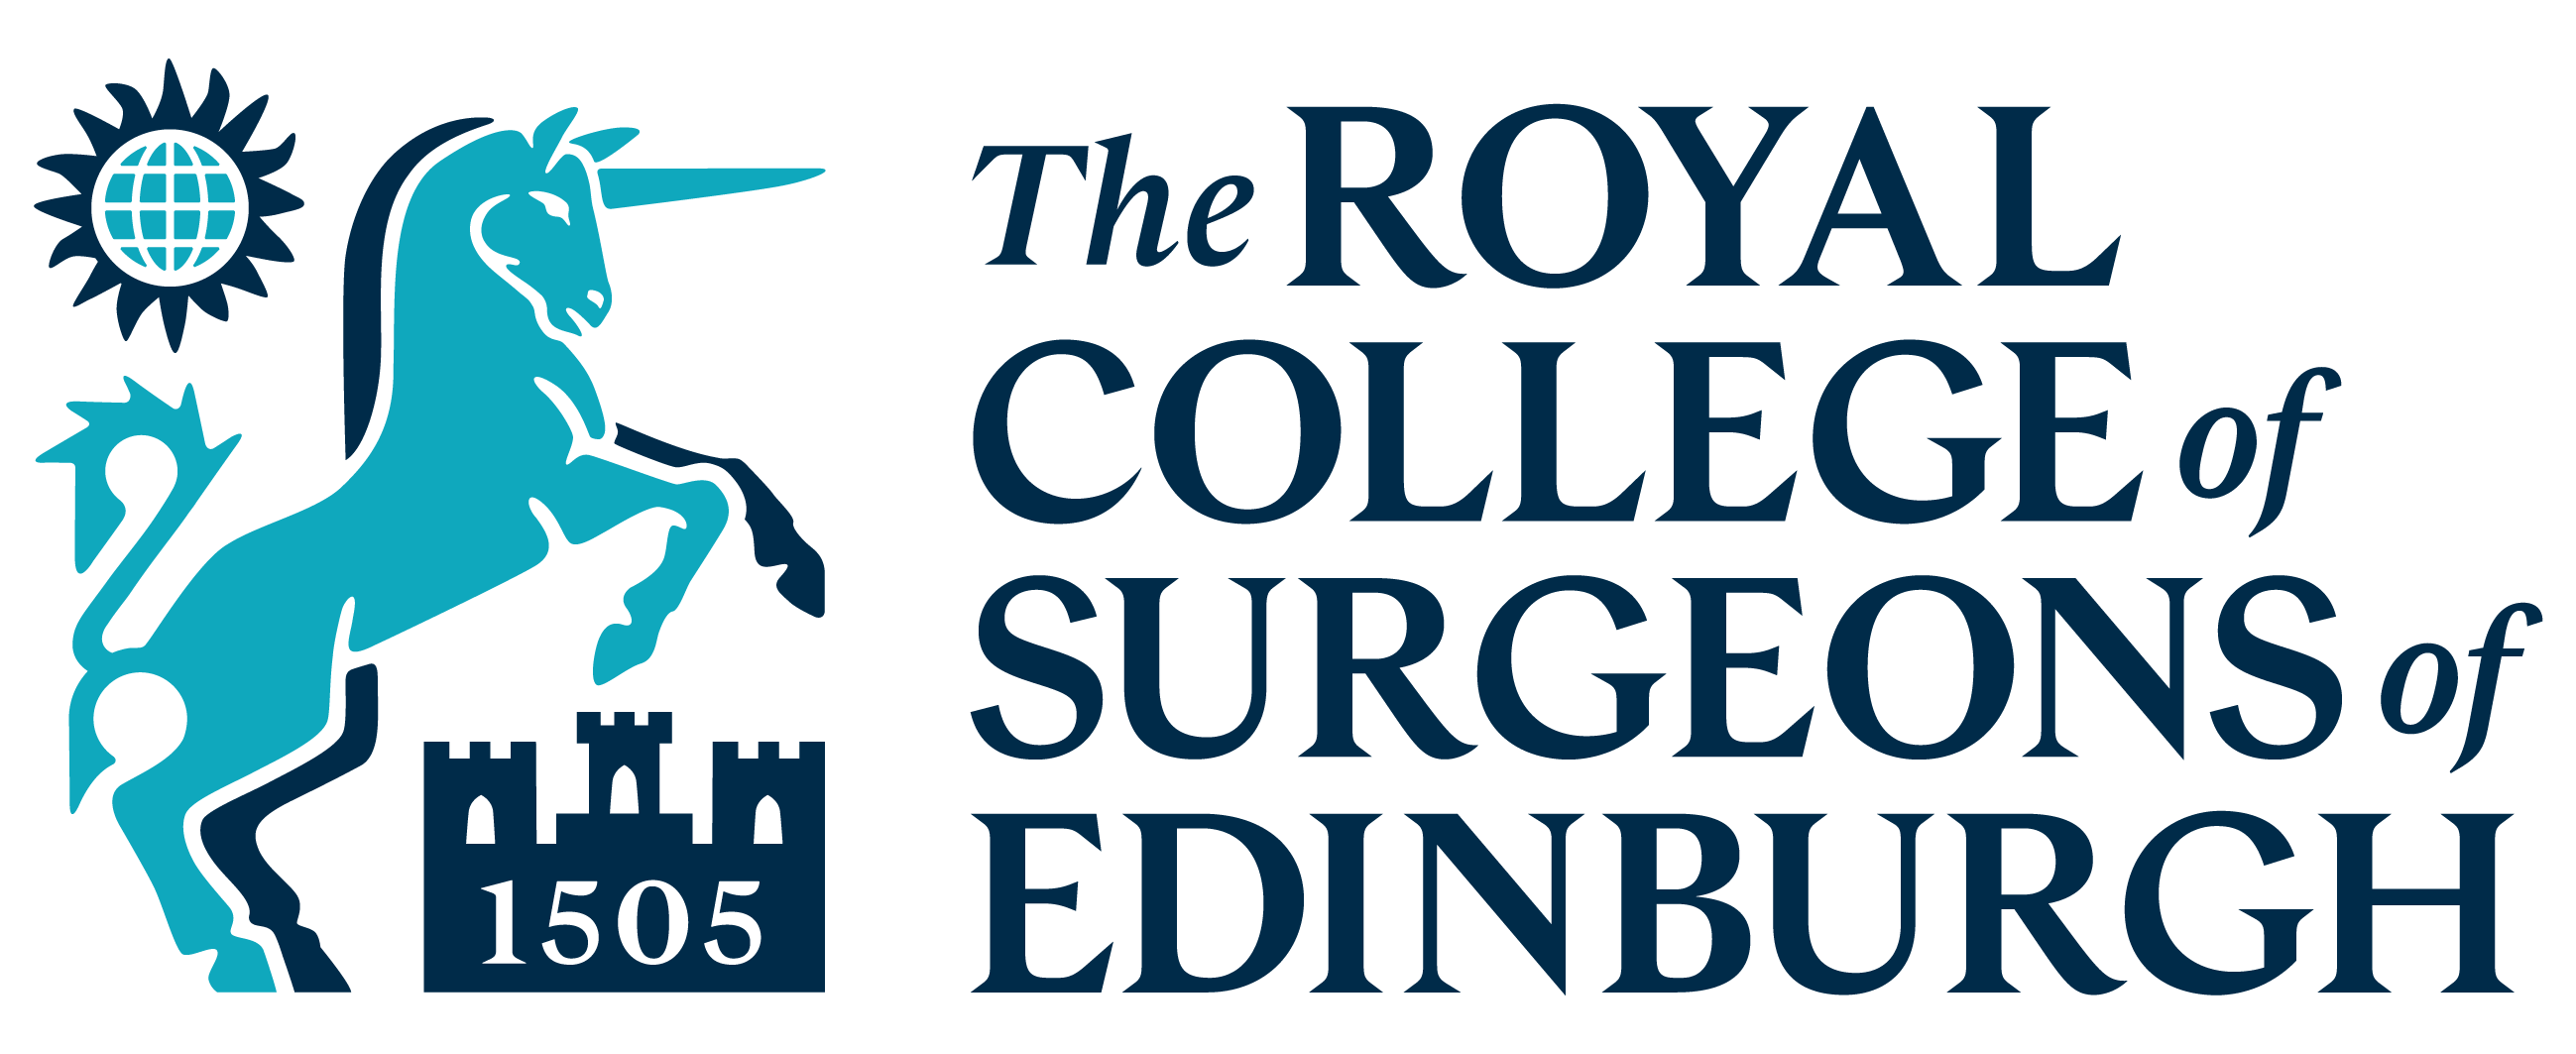 The ROYAL
COLLEGE of
SURGEONS of
EDINBURGH
1505